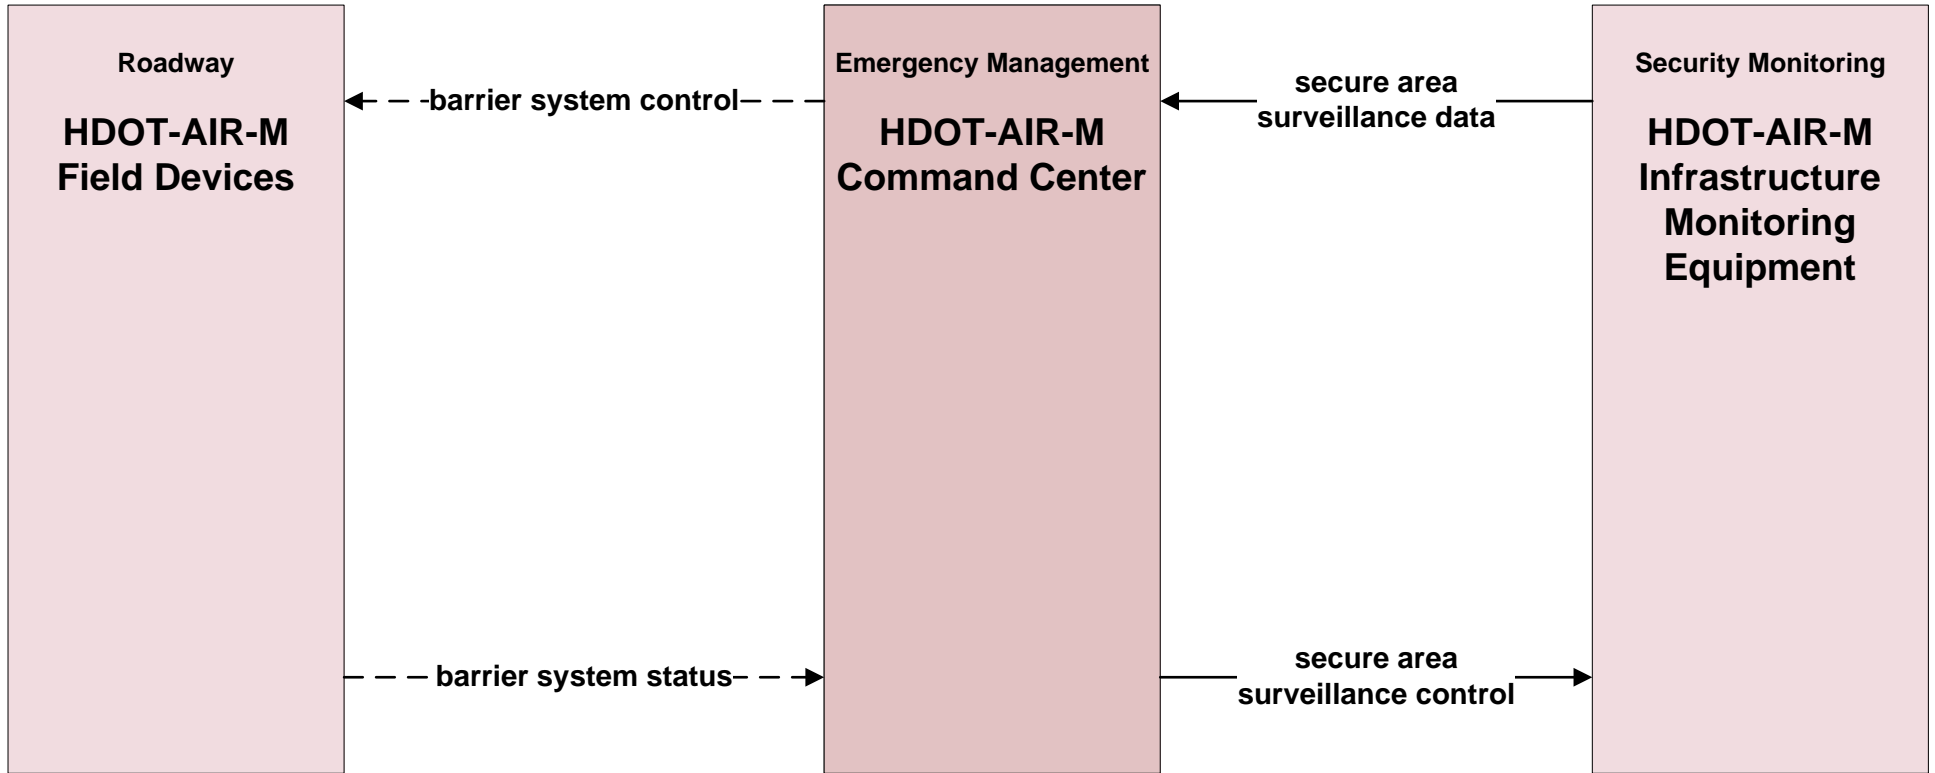 Roadway
HDOT-AIR-M
Field Devices
barrier system control
barrier system status
Emergency Management
HDOT-AIR-M
Command Center
secure area
surveillance data
secure area
surveillance control
Security Monitoring
HDOT-AIR-M
Infrastructure
Monitoring
Equipment